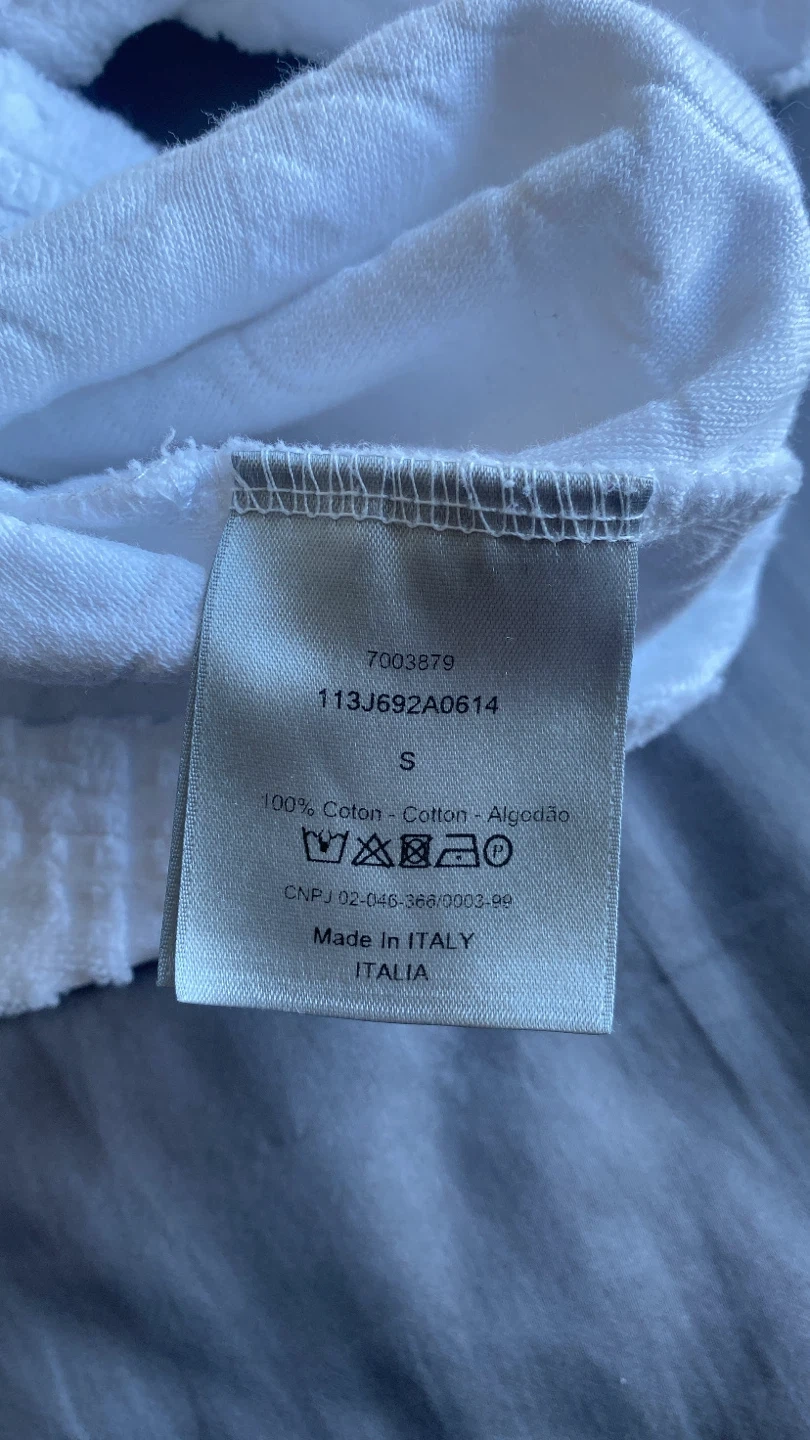 7003879
113J692A0614
S
100% Coton - Cotton - Algodão
P
CNPJ 02-046-366/0003-99
Made In ITALY
ITALIA